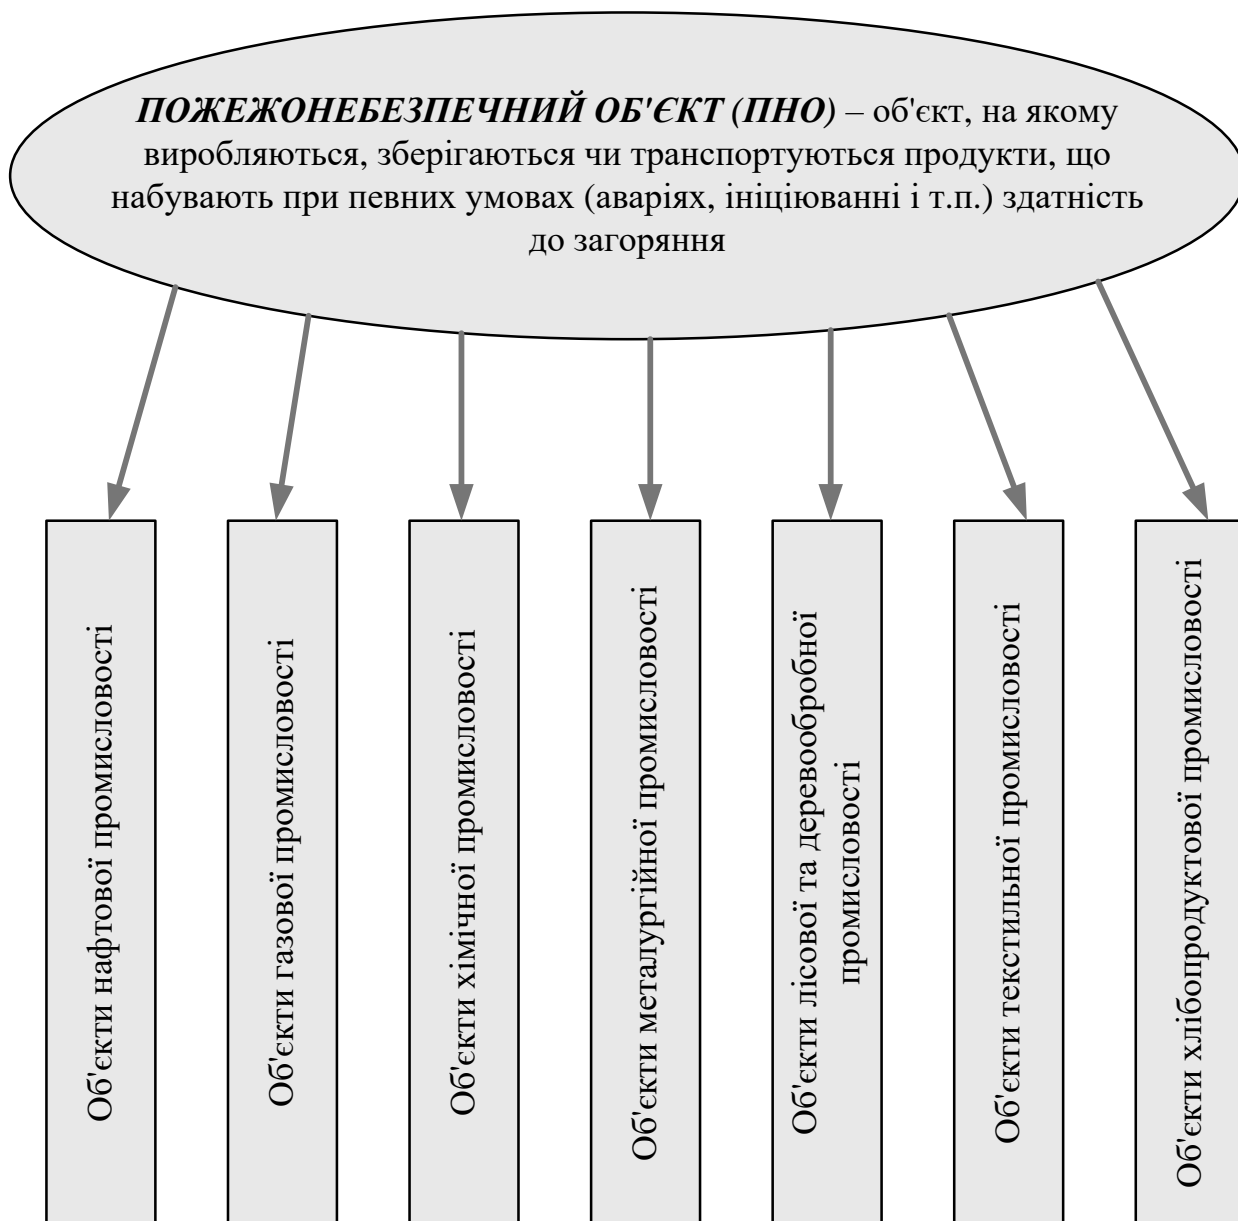 ПОЖЕЖОНЕБЕЗПЕЧНИЙ ОБ'ЄКТ (ПНО) – об'єкт, на якому
виробляються, зберігаються чи транспортуються продукти, що
набувають при певних умовах (аваріях, ініціюванні і т.п.) здатність
до загоряння
Об'єкти нафтової промисловості
Об'єкти газової промисловості
Об'єкти хімічної промисловості
Об'єкти металургійної промисловості
Об'єкти лісової та деревообробної
промисловості
Об'єкти текстильної промисловості
Об'єкти хлібопродуктової промисловості